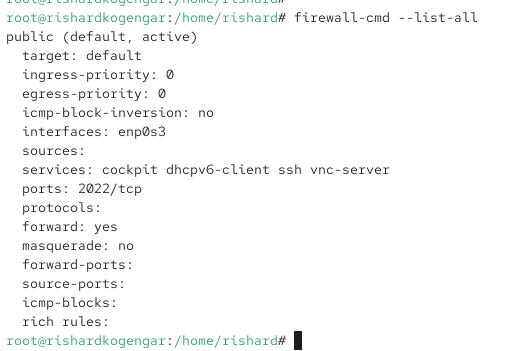 root@rishardkogengar:/home/rishard#
root@rishardkogengar:/home/rishard# firewall-cmd --list-all
public (default, active)
  target: default
  ingress-priority: 0
  egress-priority: 0
  icmp-block-inversion: no
  interfaces: enp0s3
  sources:
  services: cockpit dhcpv6-client ssh vnc-server
  ports: 2022/tcp
  protocols:
  forward: yes
  masquerade: no
  forward-ports:
  source-ports:
  icmp-blocks:
  rich rules:
root@rishardkogengar:/home/rishard#